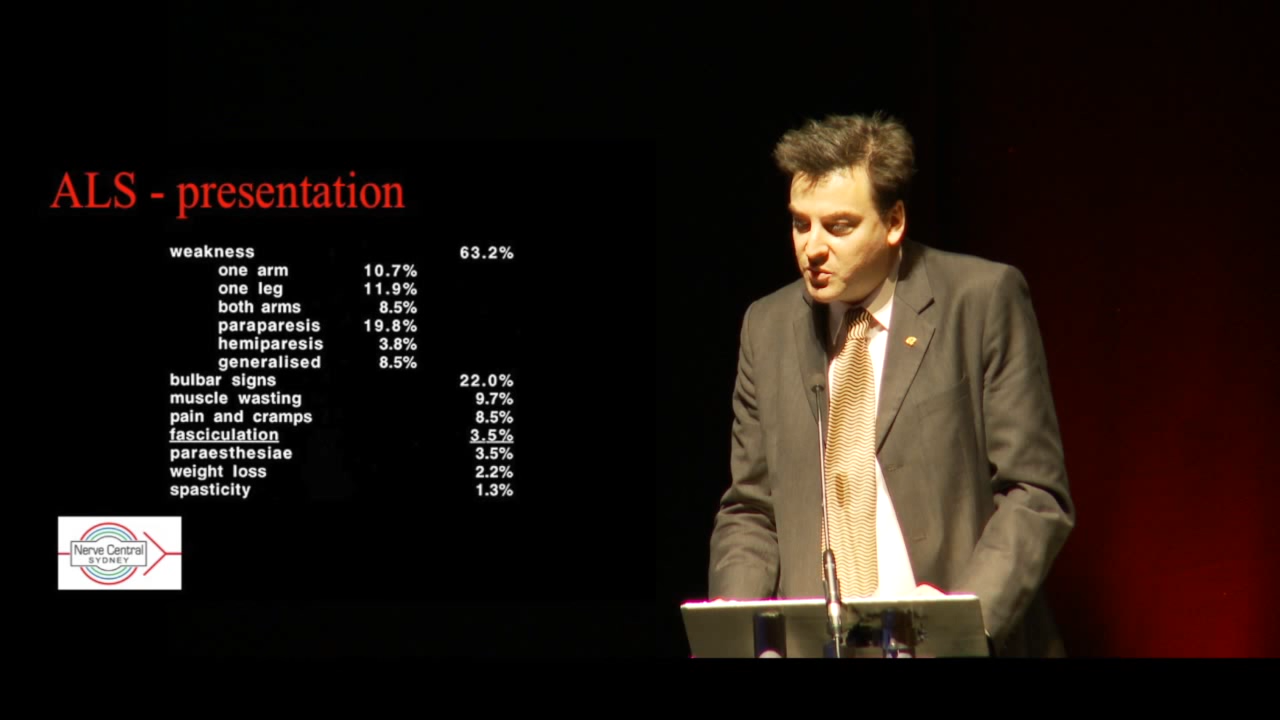 ALS - presentation
weakness 63.2%
one arm 10.7%
one leg 11.9%
both arms 8.5%
paraparesis 19.8%
hemiparesis 3.8%
generalised 8.5%
bulbar signs 22.0%
muscle wasting 9.7%
pain and cramps 8.5%
fasciculation 3.5%
paraesthesiae 3.5%
weight loss 2.2%
spasticity 1.3%
Nerve Central
SYDNEY